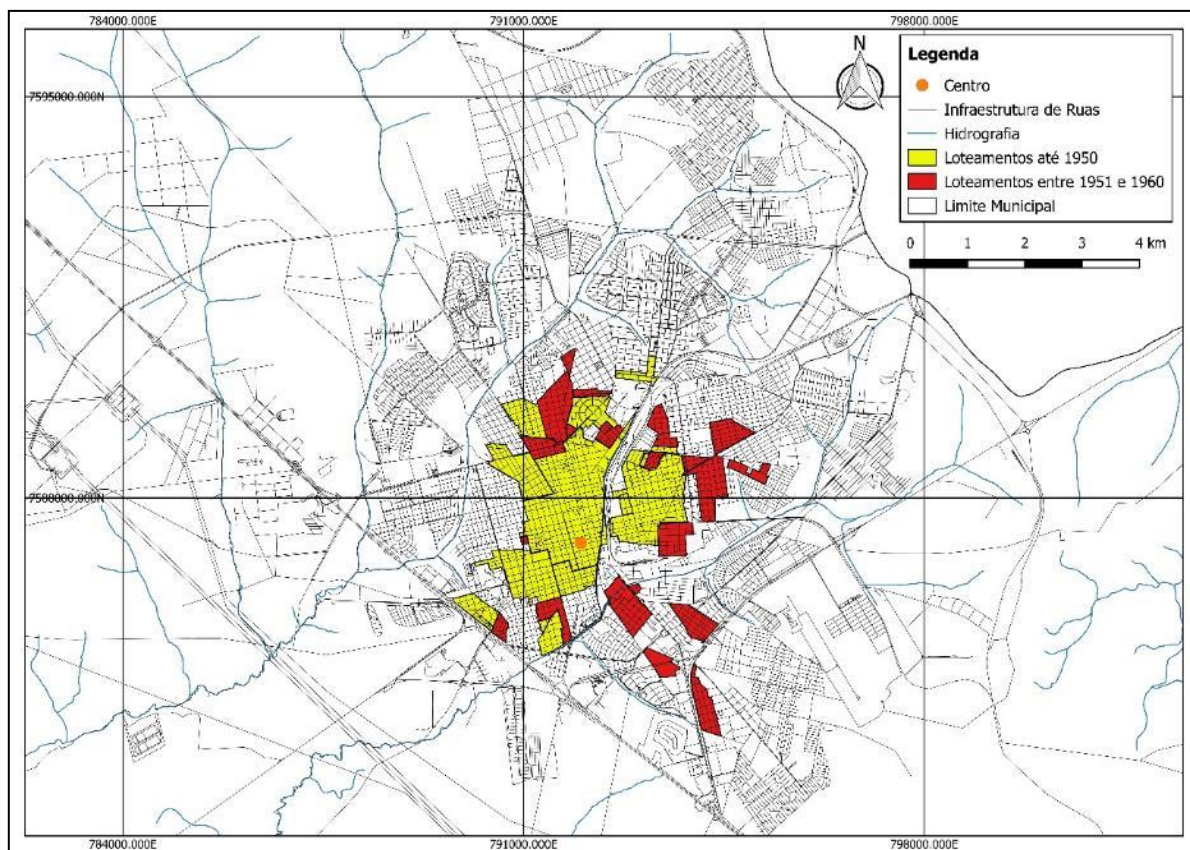 784000.000E 791000.000E 798000.000E
7595000.000N
N
Legenda
Centro
Infraestrutura de Ruas
Hidrografia
Loteamentos até 1950
Loteamentos entre 1951 e 1960
Limite Municipal
0 1 2 3 4 km
7588000.000N
784000.000E 791000.000E 798000.000E